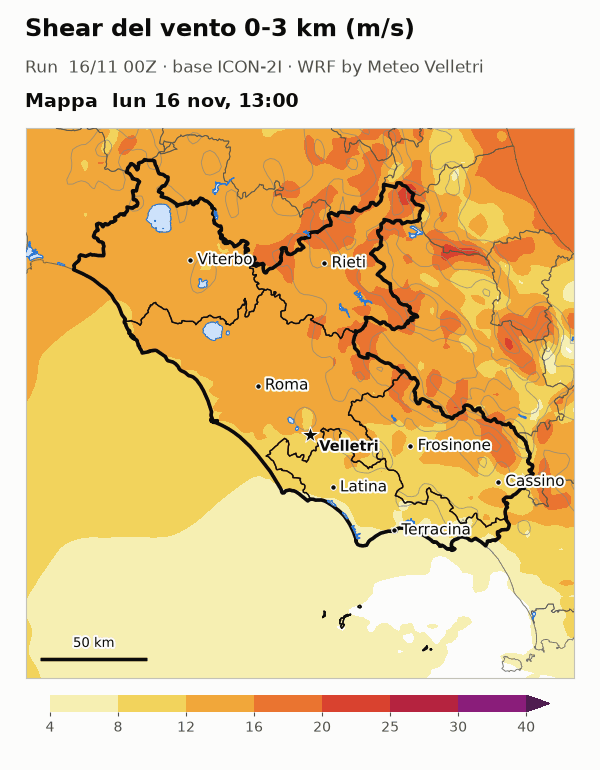 Shear del vento 0-3 km (m/s)
Run 16/11 00Z · base ICON-2I · WRF by Meteo Velletri
Mappa lun 16 nov, 13:00
Viterbo
Rieti
Roma
Velletri
Frosinone
Cassino
Latina
Terracina
50 km
4 8 12 16 20 25 30 40